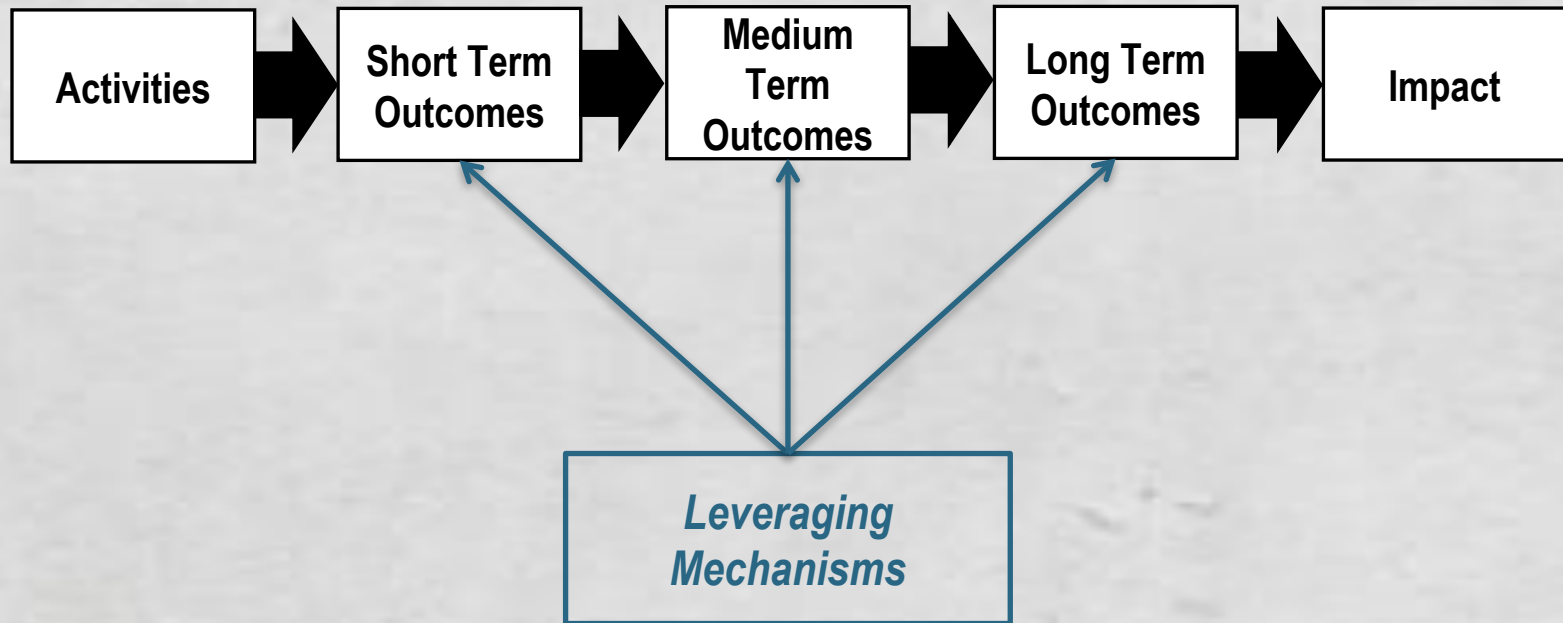 Activities
Short Term
Outcomes
Medium
Term
Outcomes
Long Term
Outcomes
Impact
Leveraging
Mechanisms